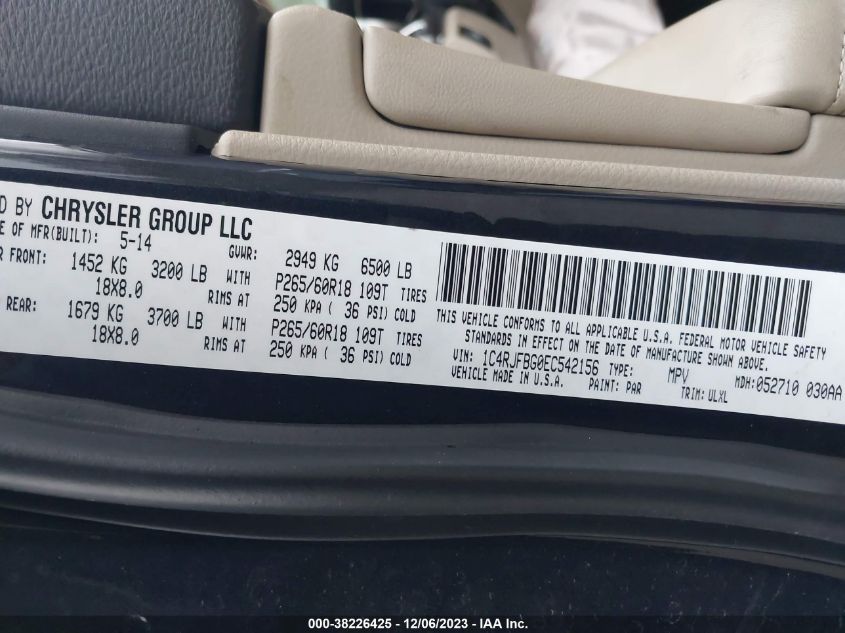 D BY CHRYSLER GROUP LLC
E OF MFR(BUILT): 5-14 GVWR: 2949 KG 6500 LB
R FRONT: 1452 KG 3200 LB WITH P265/60R18 109T TIRES
18X8.0 RIMS AT 250 KPA ( 36 PSI) COLD
REAR: 1679 KG 3700 LB WITH P265/60R18 109T TIRES
18X8.0 RIMS AT 250 KPA ( 36 PSI) COLD
THIS VEHICLE CONFORMS TO ALL APPLICABLE U.S.A. FEDERAL MOTOR VEHICLE SAFETY
STANDARDS IN EFFECT ON THE DATE OF MANUFACTURE SHOWN ABOVE.
VIN: 1C4RJFBG0EC542156 TYPE: MPV MDH:052710 030AA
VEHICLE MADE IN U.S.A. PAINT: PAR TRIM: ULXL
000-38226425 - 12/06/2023 - IAA Inc.